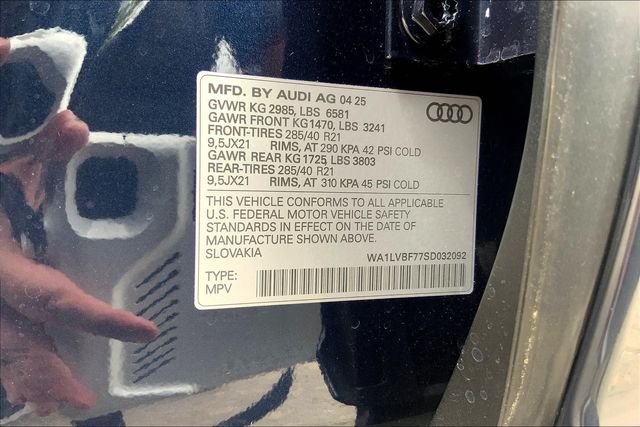 MFD. BY AUDI AG 04 25
GVWR KG 2985, LBS 6581
GAWR FRONT KG1470, LBS 3241
FRONT-TIRES 285/40 R21
9,5JX21 RIMS, AT 290 KPA 42 PSI COLD
GAWR REAR KG1725, LBS 3803
REAR-TIRES 285/40 R21
9,5JX21 RIMS, AT 310 KPA 45 PSI COLD
THIS VEHICLE CONFORMS TO ALL APPLICABLE
U.S. FEDERAL MOTOR VEHICLE SAFETY
STANDARDS IN EFFECT ON THE DATE OF
MANUFACTURE SHOWN ABOVE.
SLOVAKIA WA1LVBF77SD032092
TYPE:
MPV